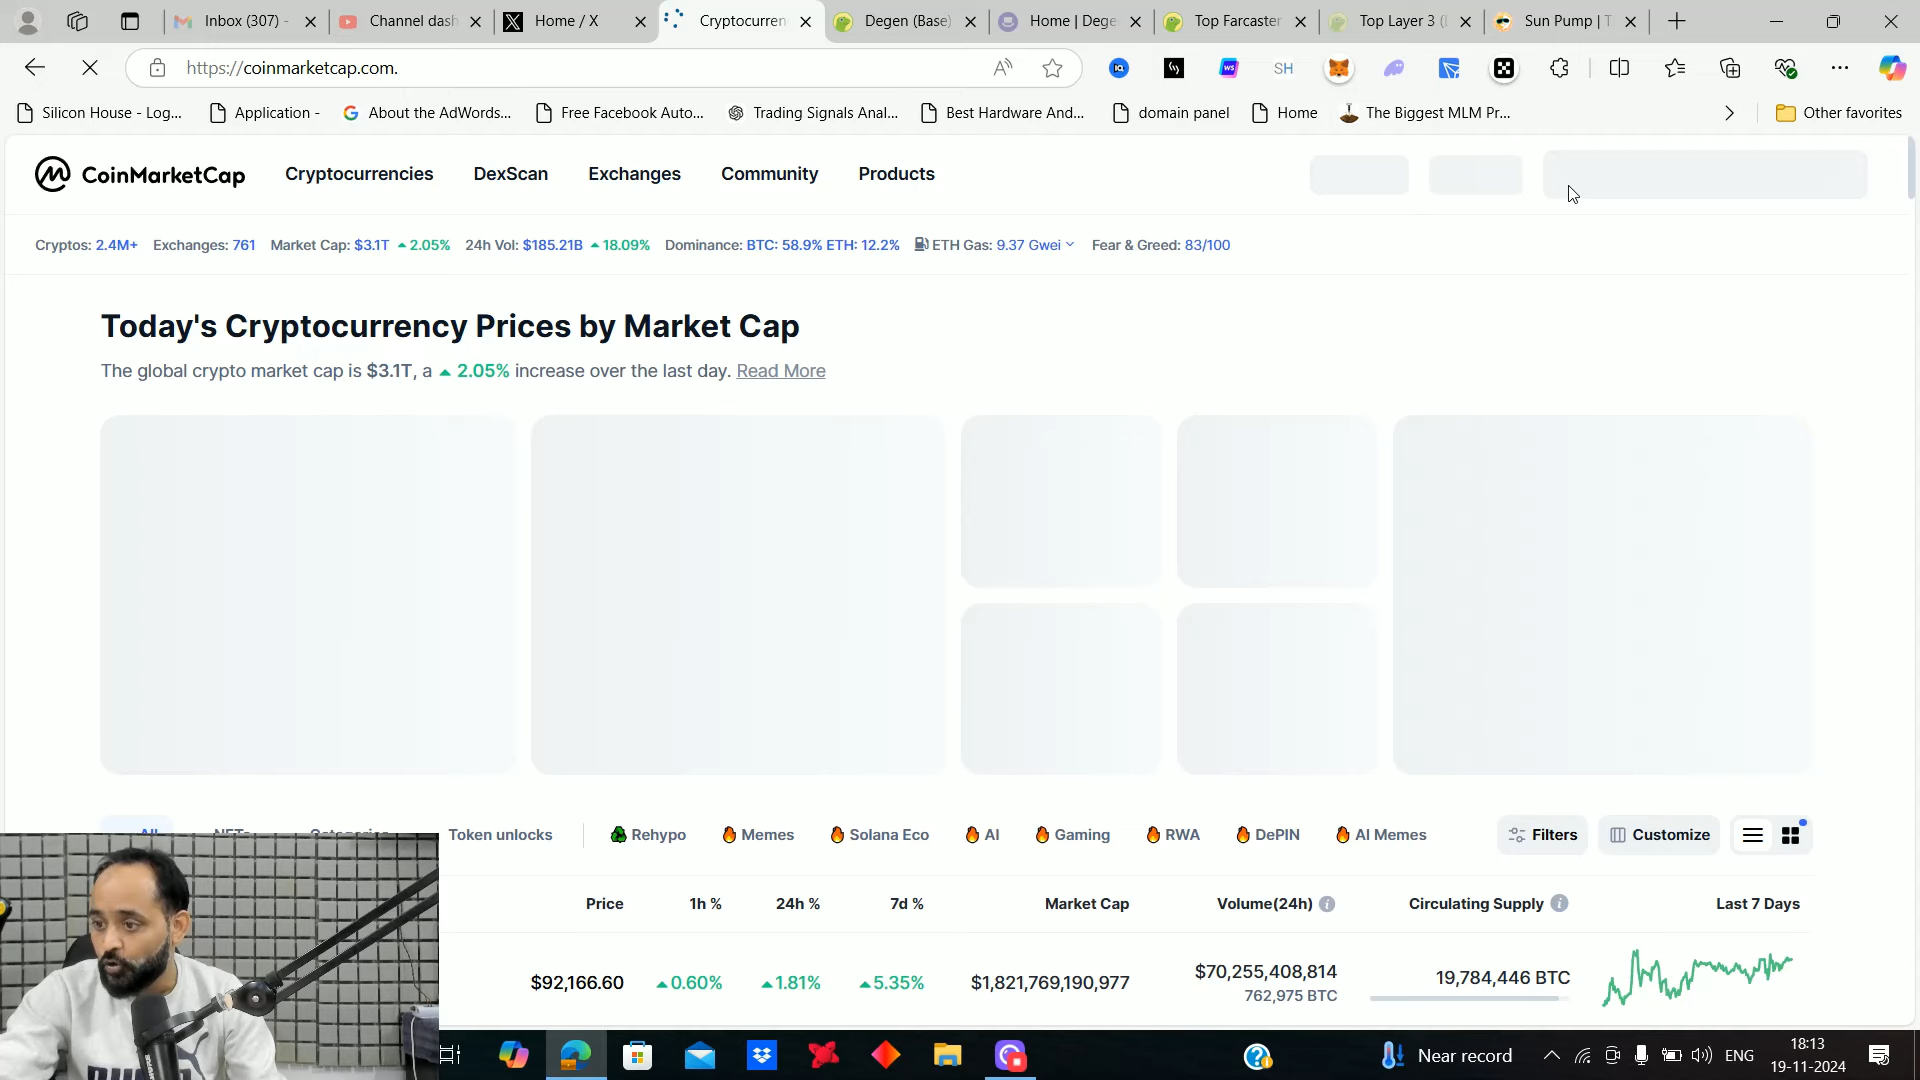 Inbox (307) -
Channel dash
Home / X
Cryptocurren
Degen (Base)
Home | Dege
Top Farcaster
Top Layer 3 (
Sun Pump | T
https://coinmarketcap.com.
Silicon House - Log...
Application -
About the AdWords...
Free Facebook Auto...
Trading Signals Anal...
Best Hardware And...
domain panel
Home
The Biggest MLM Pr...
Other favorites
CoinMarketCap
Cryptocurrencies
DexScan
Exchanges
Community
Products
Cryptos: 2.4M+ Exchanges: 761 Market Cap: $3.1T 2.05% 24h Vol: $185.21B 18.09% Dominance: BTC: 58.9% ETH: 12.2% ETH Gas: 9.37 Gwei Fear & Greed: 83/100
Today's Cryptocurrency Prices by Market Cap
The global crypto market cap is $3.1T, a 2.05% increase over the last day. Read More
All NFTs Categories Token unlocks Rehypo Memes Solana Eco AI Gaming RWA DePIN AI Memes Filters Customize
Price 1h % 24h % 7d % Market Cap Volume(24h) Circulating Supply Last 7 Days
$92,166.60 0.60% 1.81% 5.35% $1,821,769,190,977 $70,255,408,814 19,784,446 BTC
762,975 BTC
Near record
ENG
18:13
19-11-2024